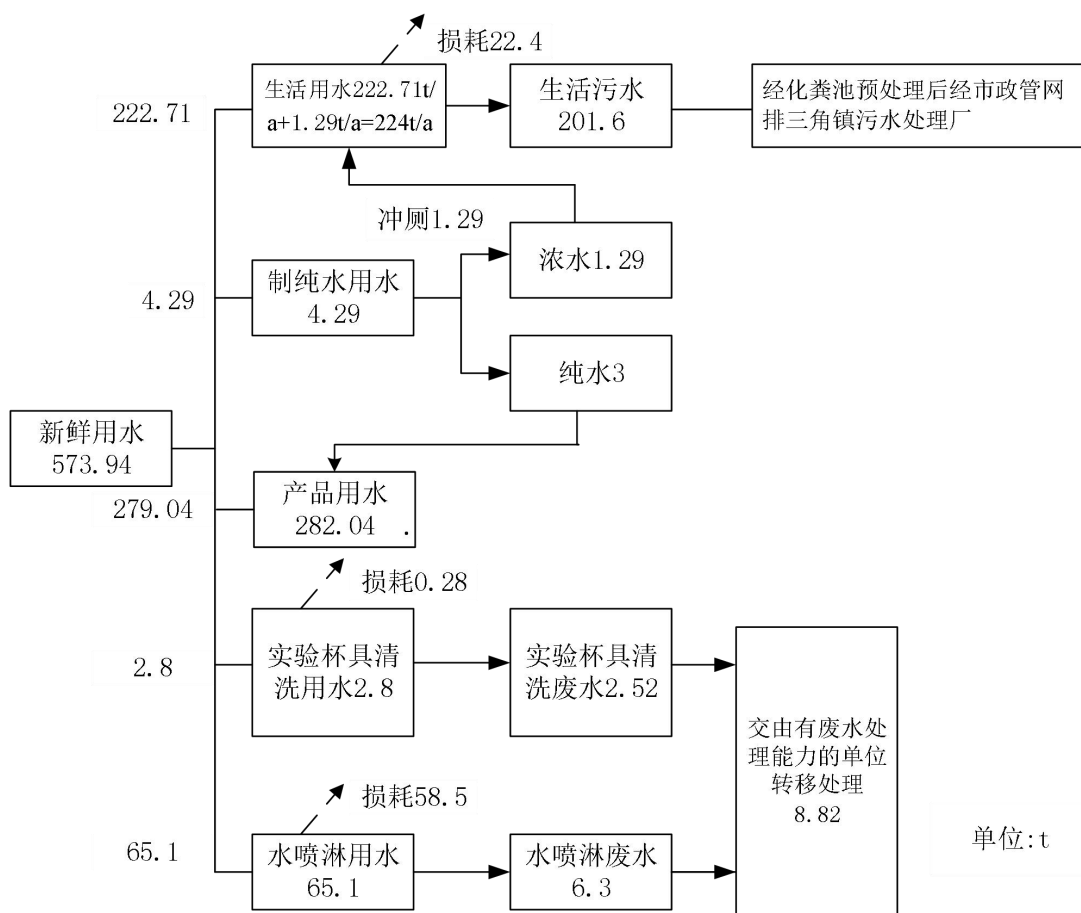 损耗22.4
222.71
生活用水222.71t/
a+1.29t/a=224t/a
生活污水
201.6
经化粪池预处理后经市政管网
排三角镇污水处理厂
冲厕1.29
浓水1.29
4.29
制纯水用水
4.29
纯水3
新鲜用水
573.94
279.04
产品用水
282.04 .
损耗0.28
2.8
实验杯具清
洗用水2.8
实验杯具清
洗废水2.52
交由有废水处
理能力的单位
转移处理
8.82
损耗58.5
65.1
水喷淋用水
65.1
水喷淋废水
6.3
单位:t